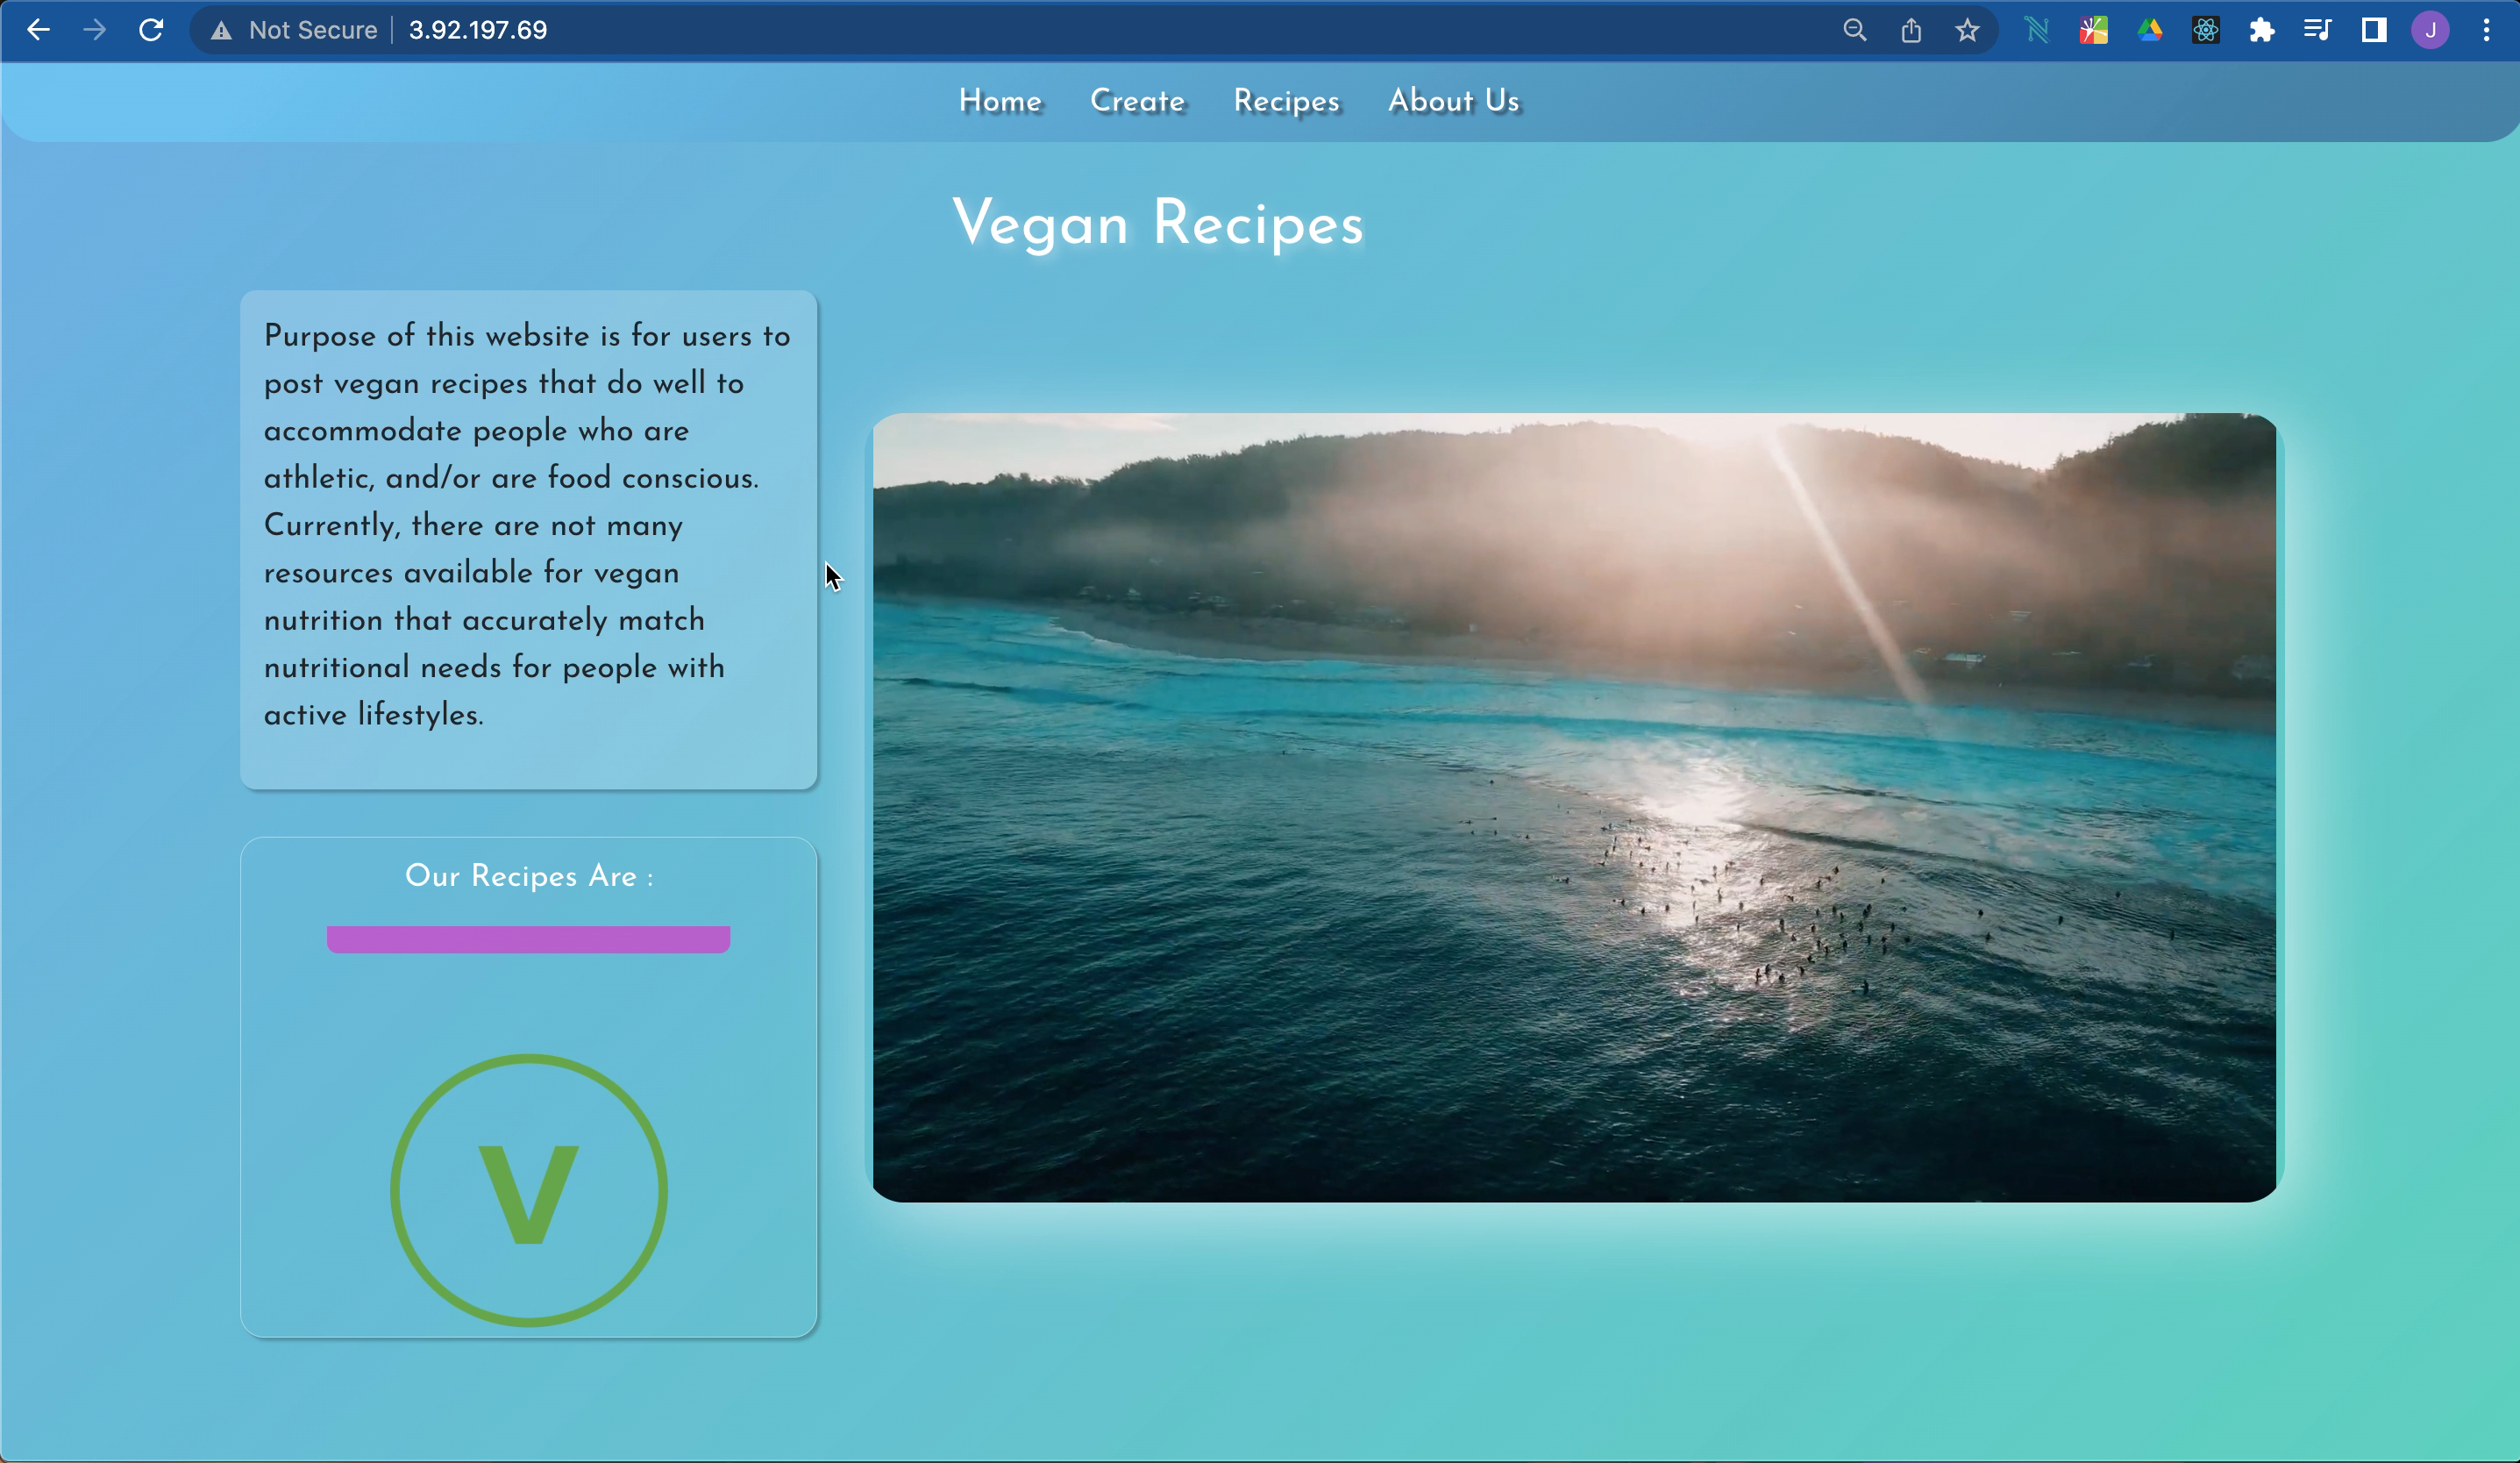 Not Secure 3.92.197.69
J
Home Create Recipes About Us
Vegan Recipes
Purpose of this website is for users to
post vegan recipes that do well to
accommodate people who are
athletic, and/or are food conscious.
Currently, there are not many
resources available for vegan
nutrition that accurately match
nutritional needs for people with
active lifestyles.
Our Recipes Are :
V